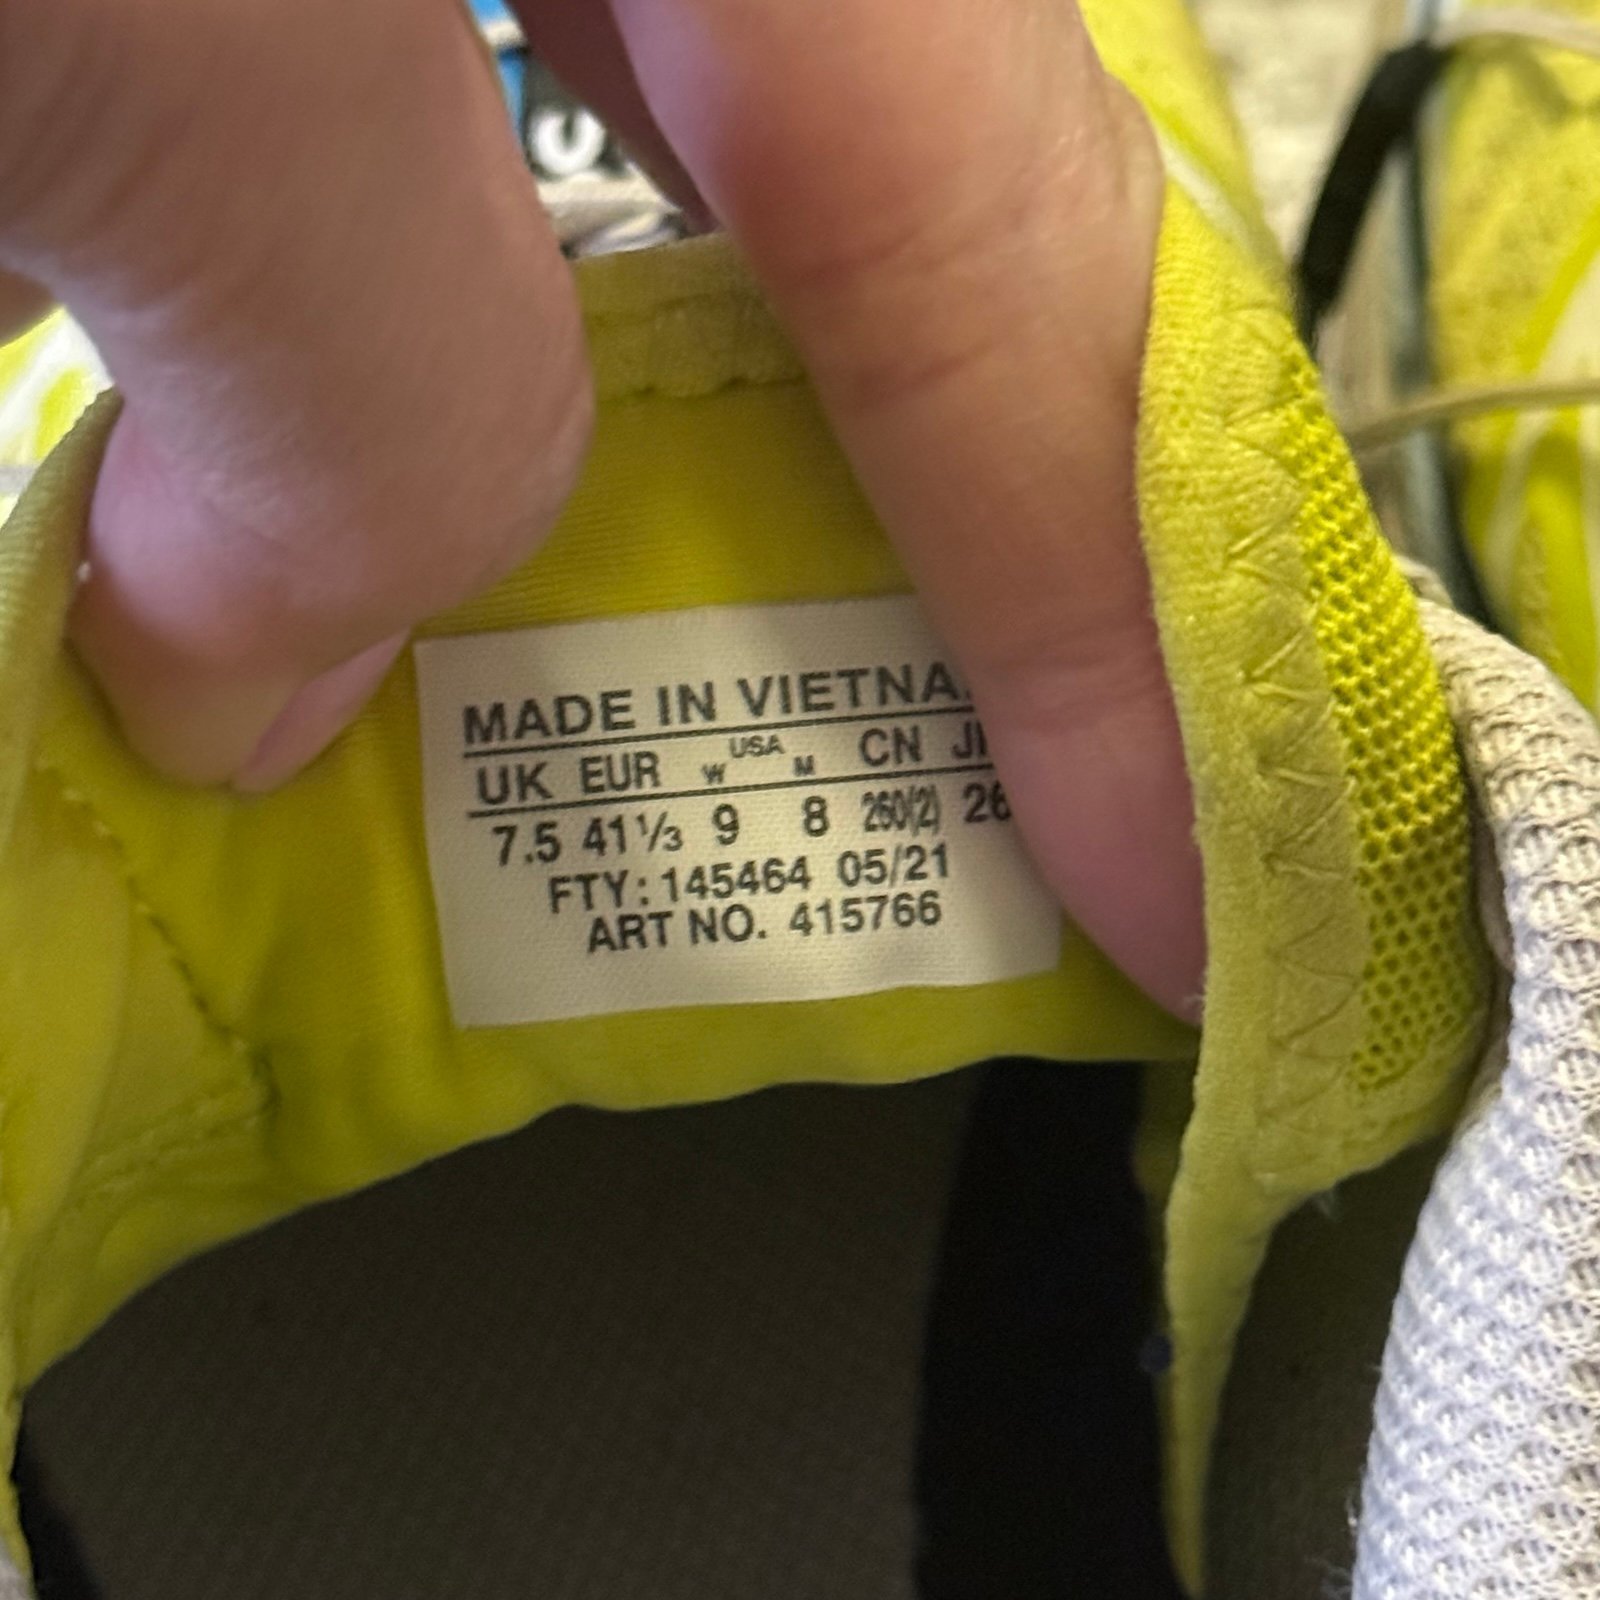 MADE IN VIETNA
UK EUR W USA M CN J
7.5 41⅓ 9 8 260(2) 26
FTY: 145464 05/21
ART NO. 415766